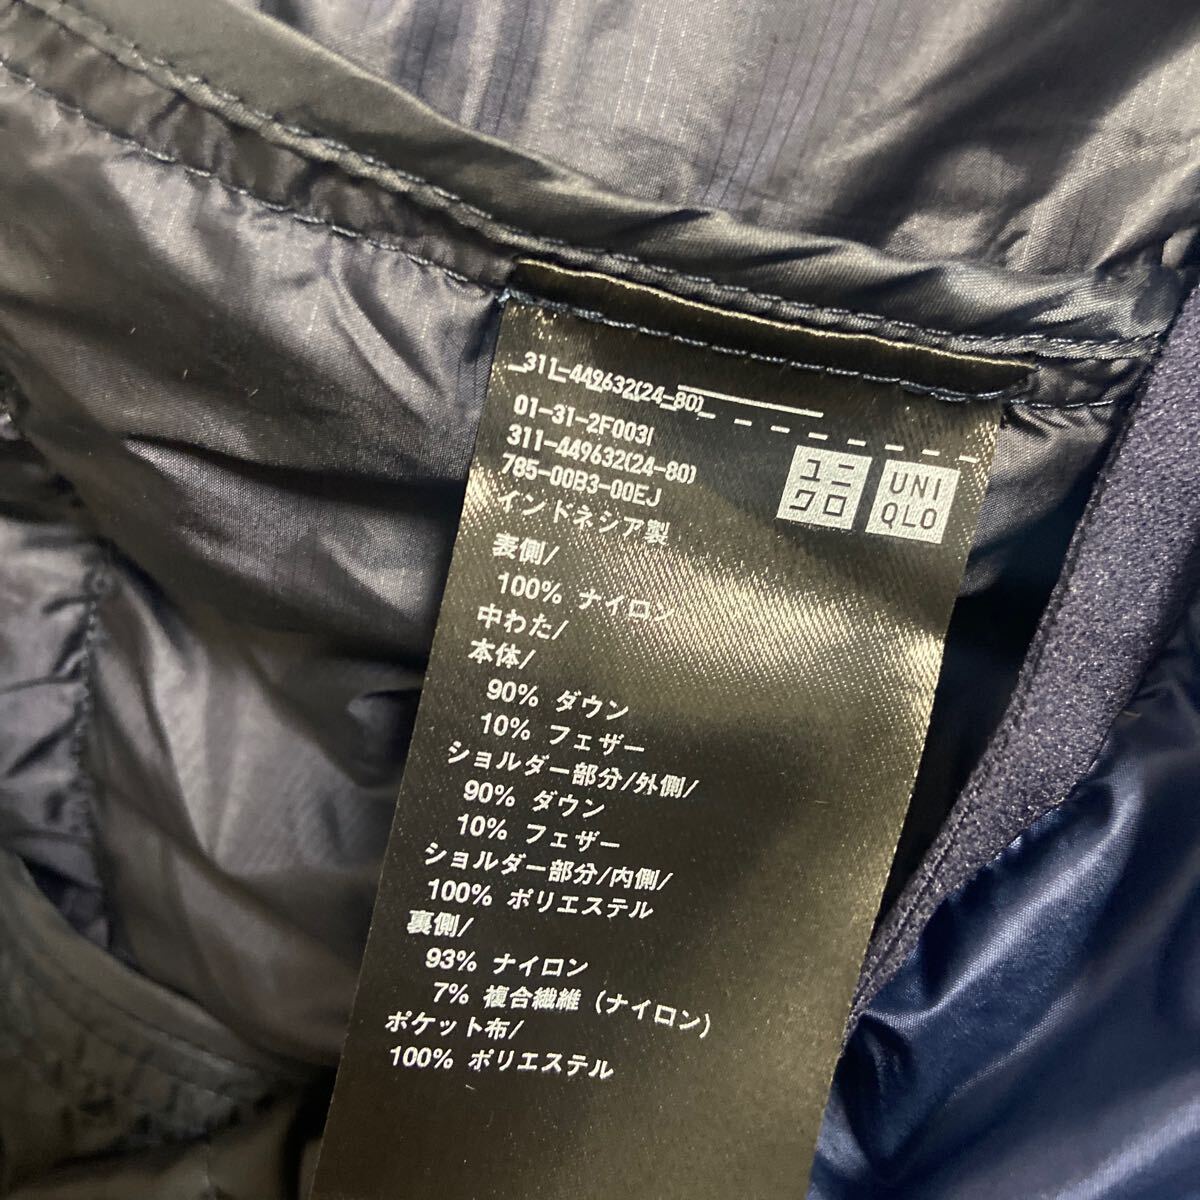 311-449632(24-80)
01-31-2F003
311-449632(24-80)
785-00B3-00EJ
インドネシア製
ユニ
クロ
UNI
QLO
表側/
100% ナイロン
中わた/
本体/
90% ダウン
10% フェザー
ショルダー部分/外側/
90% ダウン
10% フェザー
ショルダー部分/内側/
100% ポリエステル
裏側/
93% ナイロン
7% 複合繊維 (ナイロン)
ポケット布/
100% ポリエステル